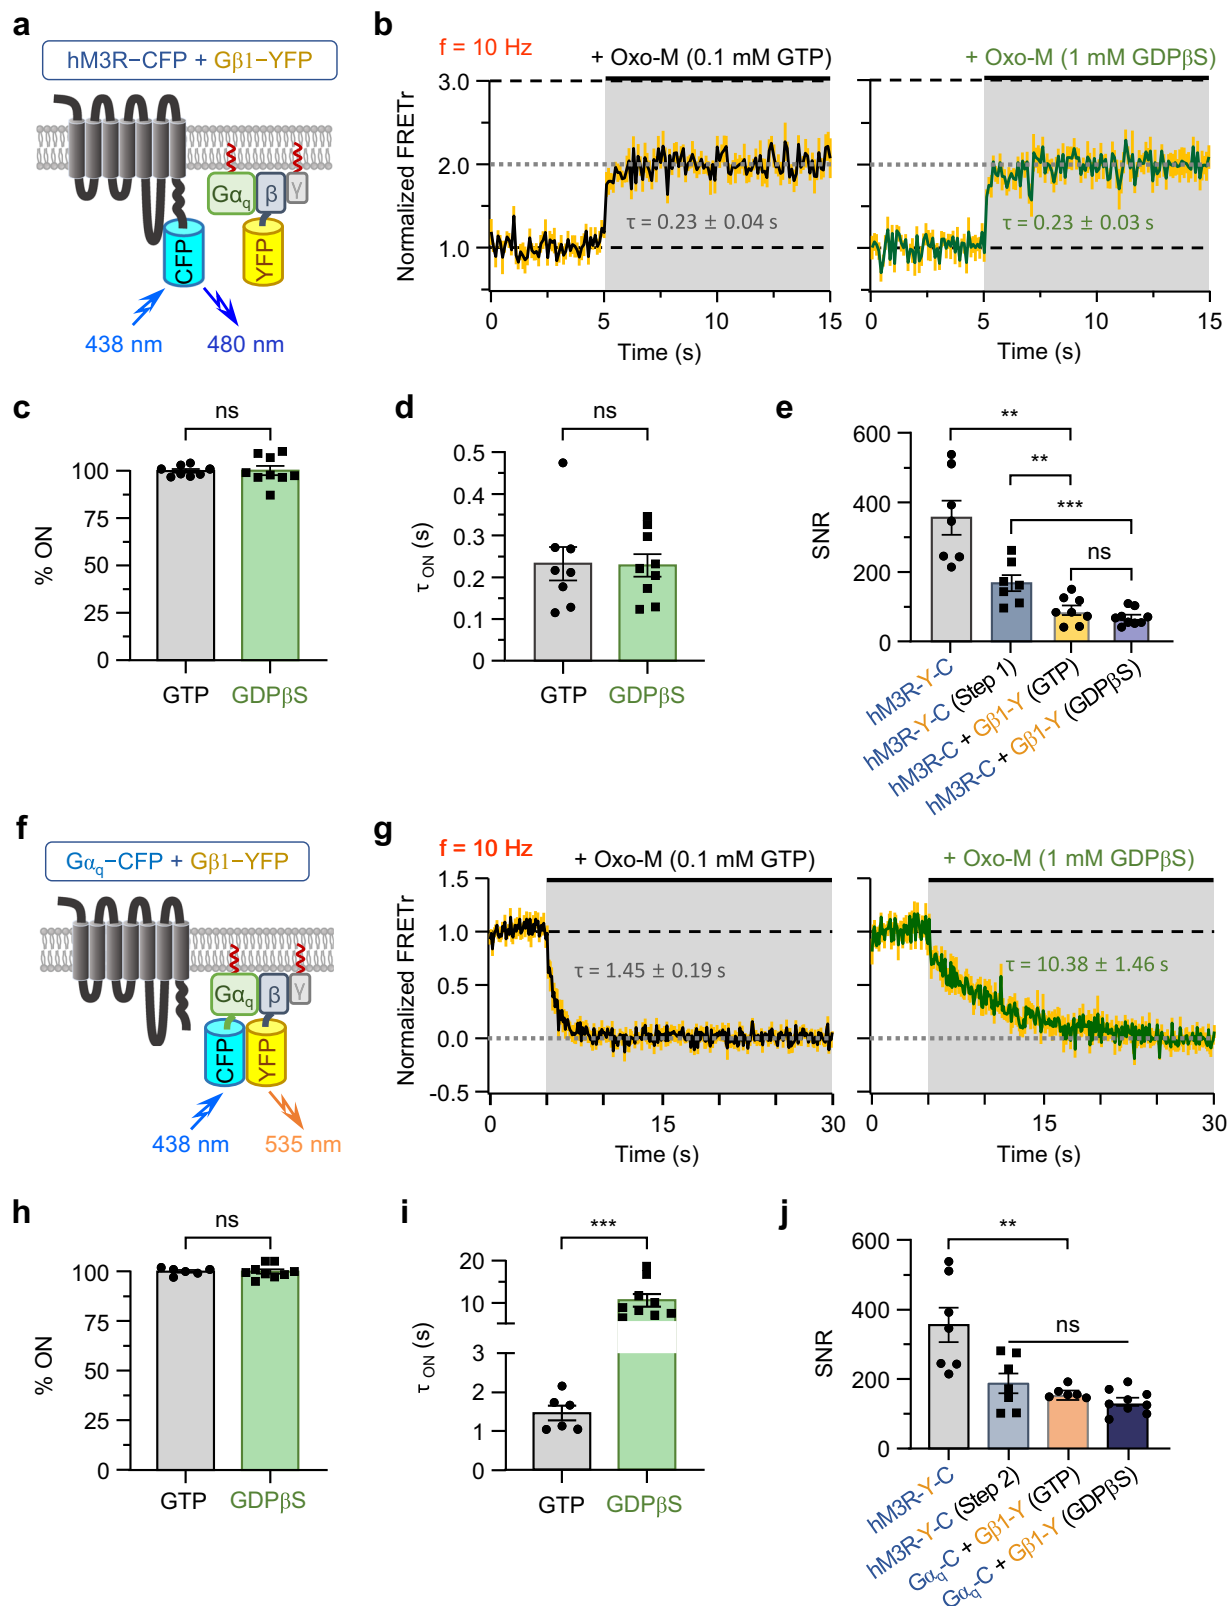 a
hM3R−CFP + Gβ1−YFP
Gαq
β
γ
CFP
YFP
438 nm
480 nm
b
f = 10 Hz
+ Oxo-M (0.1 mM GTP)
+ Oxo-M (1 mM GDPβS)
Normalized FRETr
3.0
2.0
1.0
τ = 0.23 ± 0.04 s
τ = 0.23 ± 0.03 s
0 5 10 15
0 5 10 15
Time (s)
Time (s)
c
ns
% ON
100
75
50
25
0
GTP
GDPβS
d
ns
τ ON (s)
0.5
0.4
0.3
0.2
0.1
0
GTP
GDPβS
e
**
**
***
ns
SNR
600
400
200
0
hM3R-Y-C
hM3R-Y-C (Step 1)
hM3R-C + Gβ1-Y (GTP)
hM3R-C + Gβ1-Y (GDPβS)
f
Gαq−CFP + Gβ1−YFP
Gαq
β
γ
CFP
YFP
438 nm
535 nm
g
f = 10 Hz
+ Oxo-M (0.1 mM GTP)
+ Oxo-M (1 mM GDPβS)
Normalized FRETr
1.5
1.0
0.5
0.0
-0.5
τ = 1.45 ± 0.19 s
τ = 10.38 ± 1.46 s
0 15 30
0 15 30
Time (s)
Time (s)
h
ns
% ON
100
75
50
25
0
GTP
GDPβS
i
***
τ ON (s)
20
10
3
2
1
0
GTP
GDPβS
j
**
ns
SNR
600
400
200
0
hM3R-Y-C
hM3R-Y-C (Step 2)
Gαq-C + Gβ1-Y (GTP)
Gαq-C + Gβ1-Y (GDPβS)